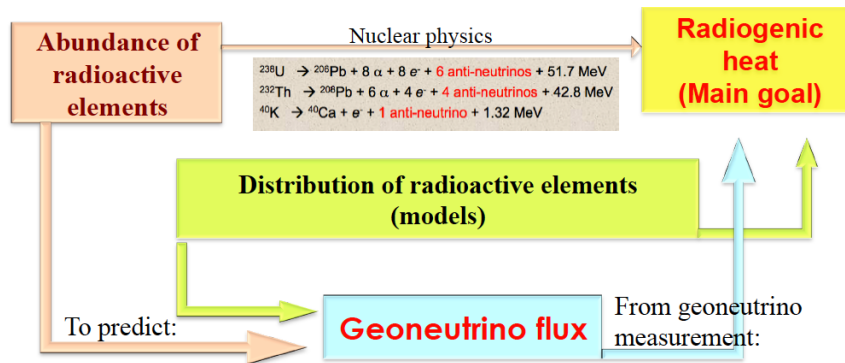 Abundance of
radioactive
elements
Nuclear physics
²³⁸U → ²⁰⁶Pb + 8 α + 8 e⁻ + 6 anti-neutrinos + 51.7 MeV
²³²Th → ²⁰⁸Pb + 6 α + 4 e⁻ + 4 anti-neutrinos + 42.8 MeV
⁴⁰K → ⁴⁰Ca + e⁻ + 1 anti-neutrino + 1.32 MeV
Radiogenic
heat
(Main goal)
Distribution of radioactive elements
(models)
To predict:
Geoneutrino flux
From geoneutrino
measurement: